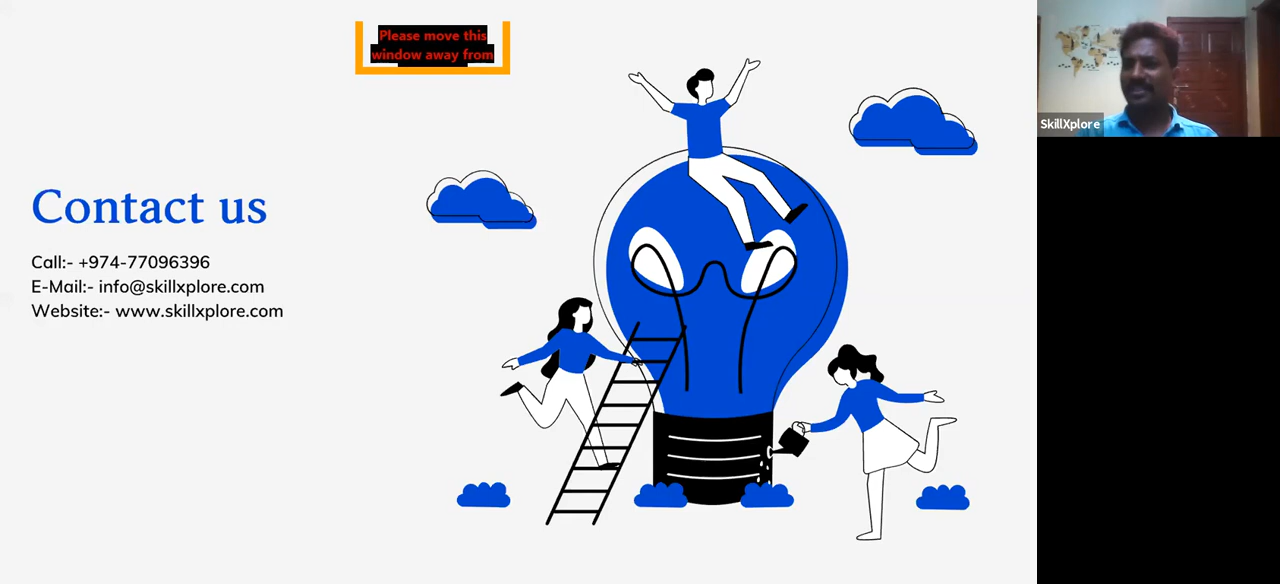 Please move this
window away from
SkillXplore
Contact us
Call:- +974-77096396
E-Mail:- info@skillxplore.com
Website:- www.skillxplore.com